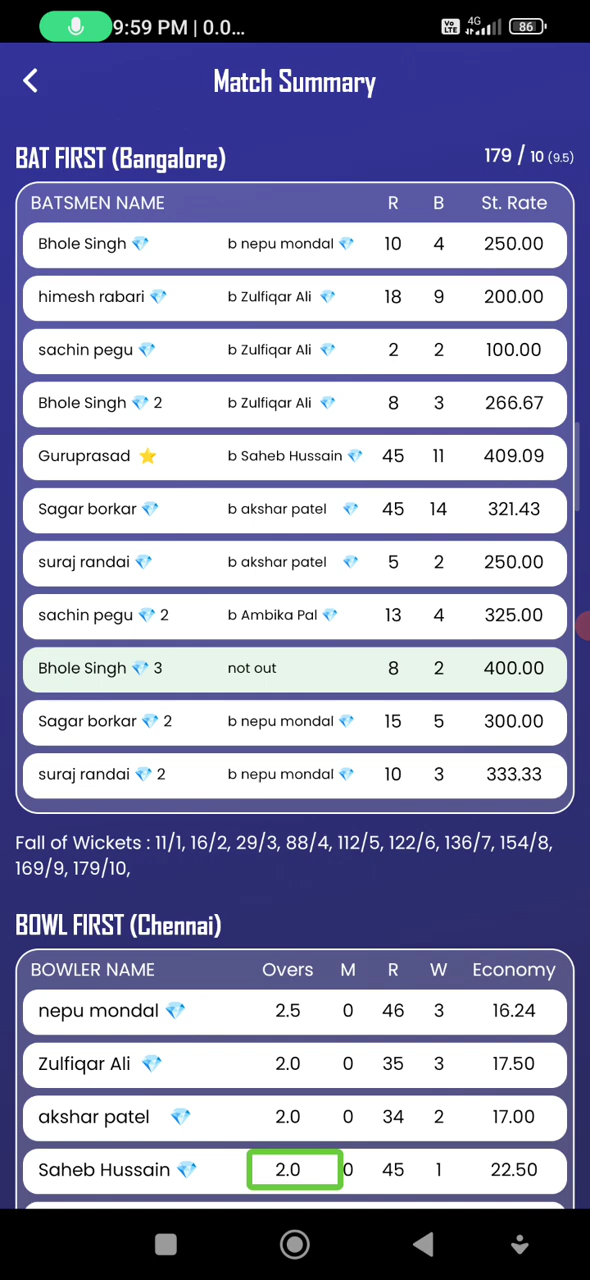 9:59 PM | 0.0...
Vo LTE 4G 86
Match Summary
BAT FIRST (Bangalore) 179 / 10 (9.5)
BATSMEN NAME R B St. Rate
Bhole Singh 💎 b nepu mondal 💎 10 4 250.00
himesh rabari 💎 b Zulfiqar Ali 💎 18 9 200.00
sachin pegu 💎 b Zulfiqar Ali 💎 2 2 100.00
Bhole Singh 💎 2 b Zulfiqar Ali 💎 8 3 266.67
Guruprasad ⭐ b Saheb Hussain 💎 45 11 409.09
Sagar borkar 💎 b akshar patel 💎 45 14 321.43
suraj randai 💎 b akshar patel 💎 5 2 250.00
sachin pegu 💎 2 b Ambika Pal 💎 13 4 325.00
Bhole Singh 💎 3 not out 8 2 400.00
Sagar borkar 💎 2 b nepu mondal 💎 15 5 300.00
suraj randai 💎 2 b nepu mondal 💎 10 3 333.33
Fall of Wickets : 11/1, 16/2, 29/3, 88/4, 112/5, 122/6, 136/7, 154/8,
169/9, 179/10,
BOWL FIRST (Chennai)
BOWLER NAME Overs M R W Economy
nepu mondal 💎 2.5 0 46 3 16.24
Zulfiqar Ali 💎 2.0 0 35 3 17.50
akshar patel 💎 2.0 0 34 2 17.00
Saheb Hussain 💎 2.0 0 45 1 22.50